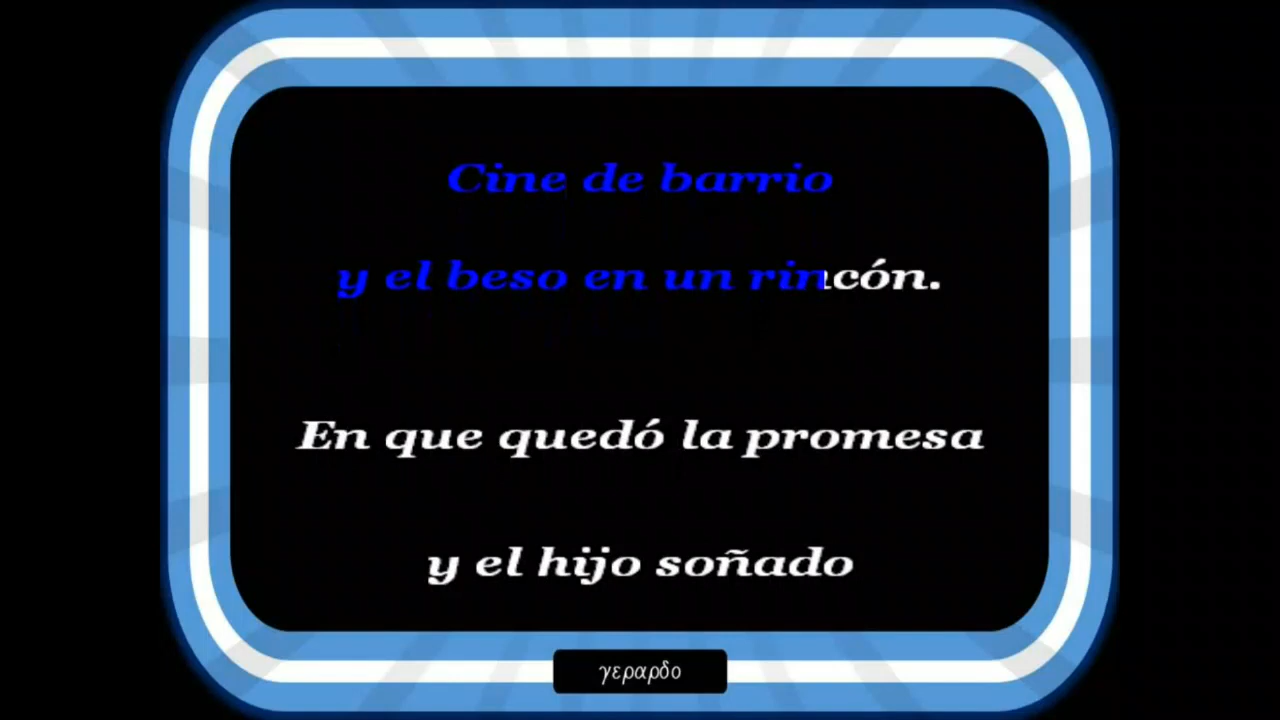 Cine de barrio
y el beso en un rincón.
En que quedó la promesa
y el hijo soñado
γεραρδο